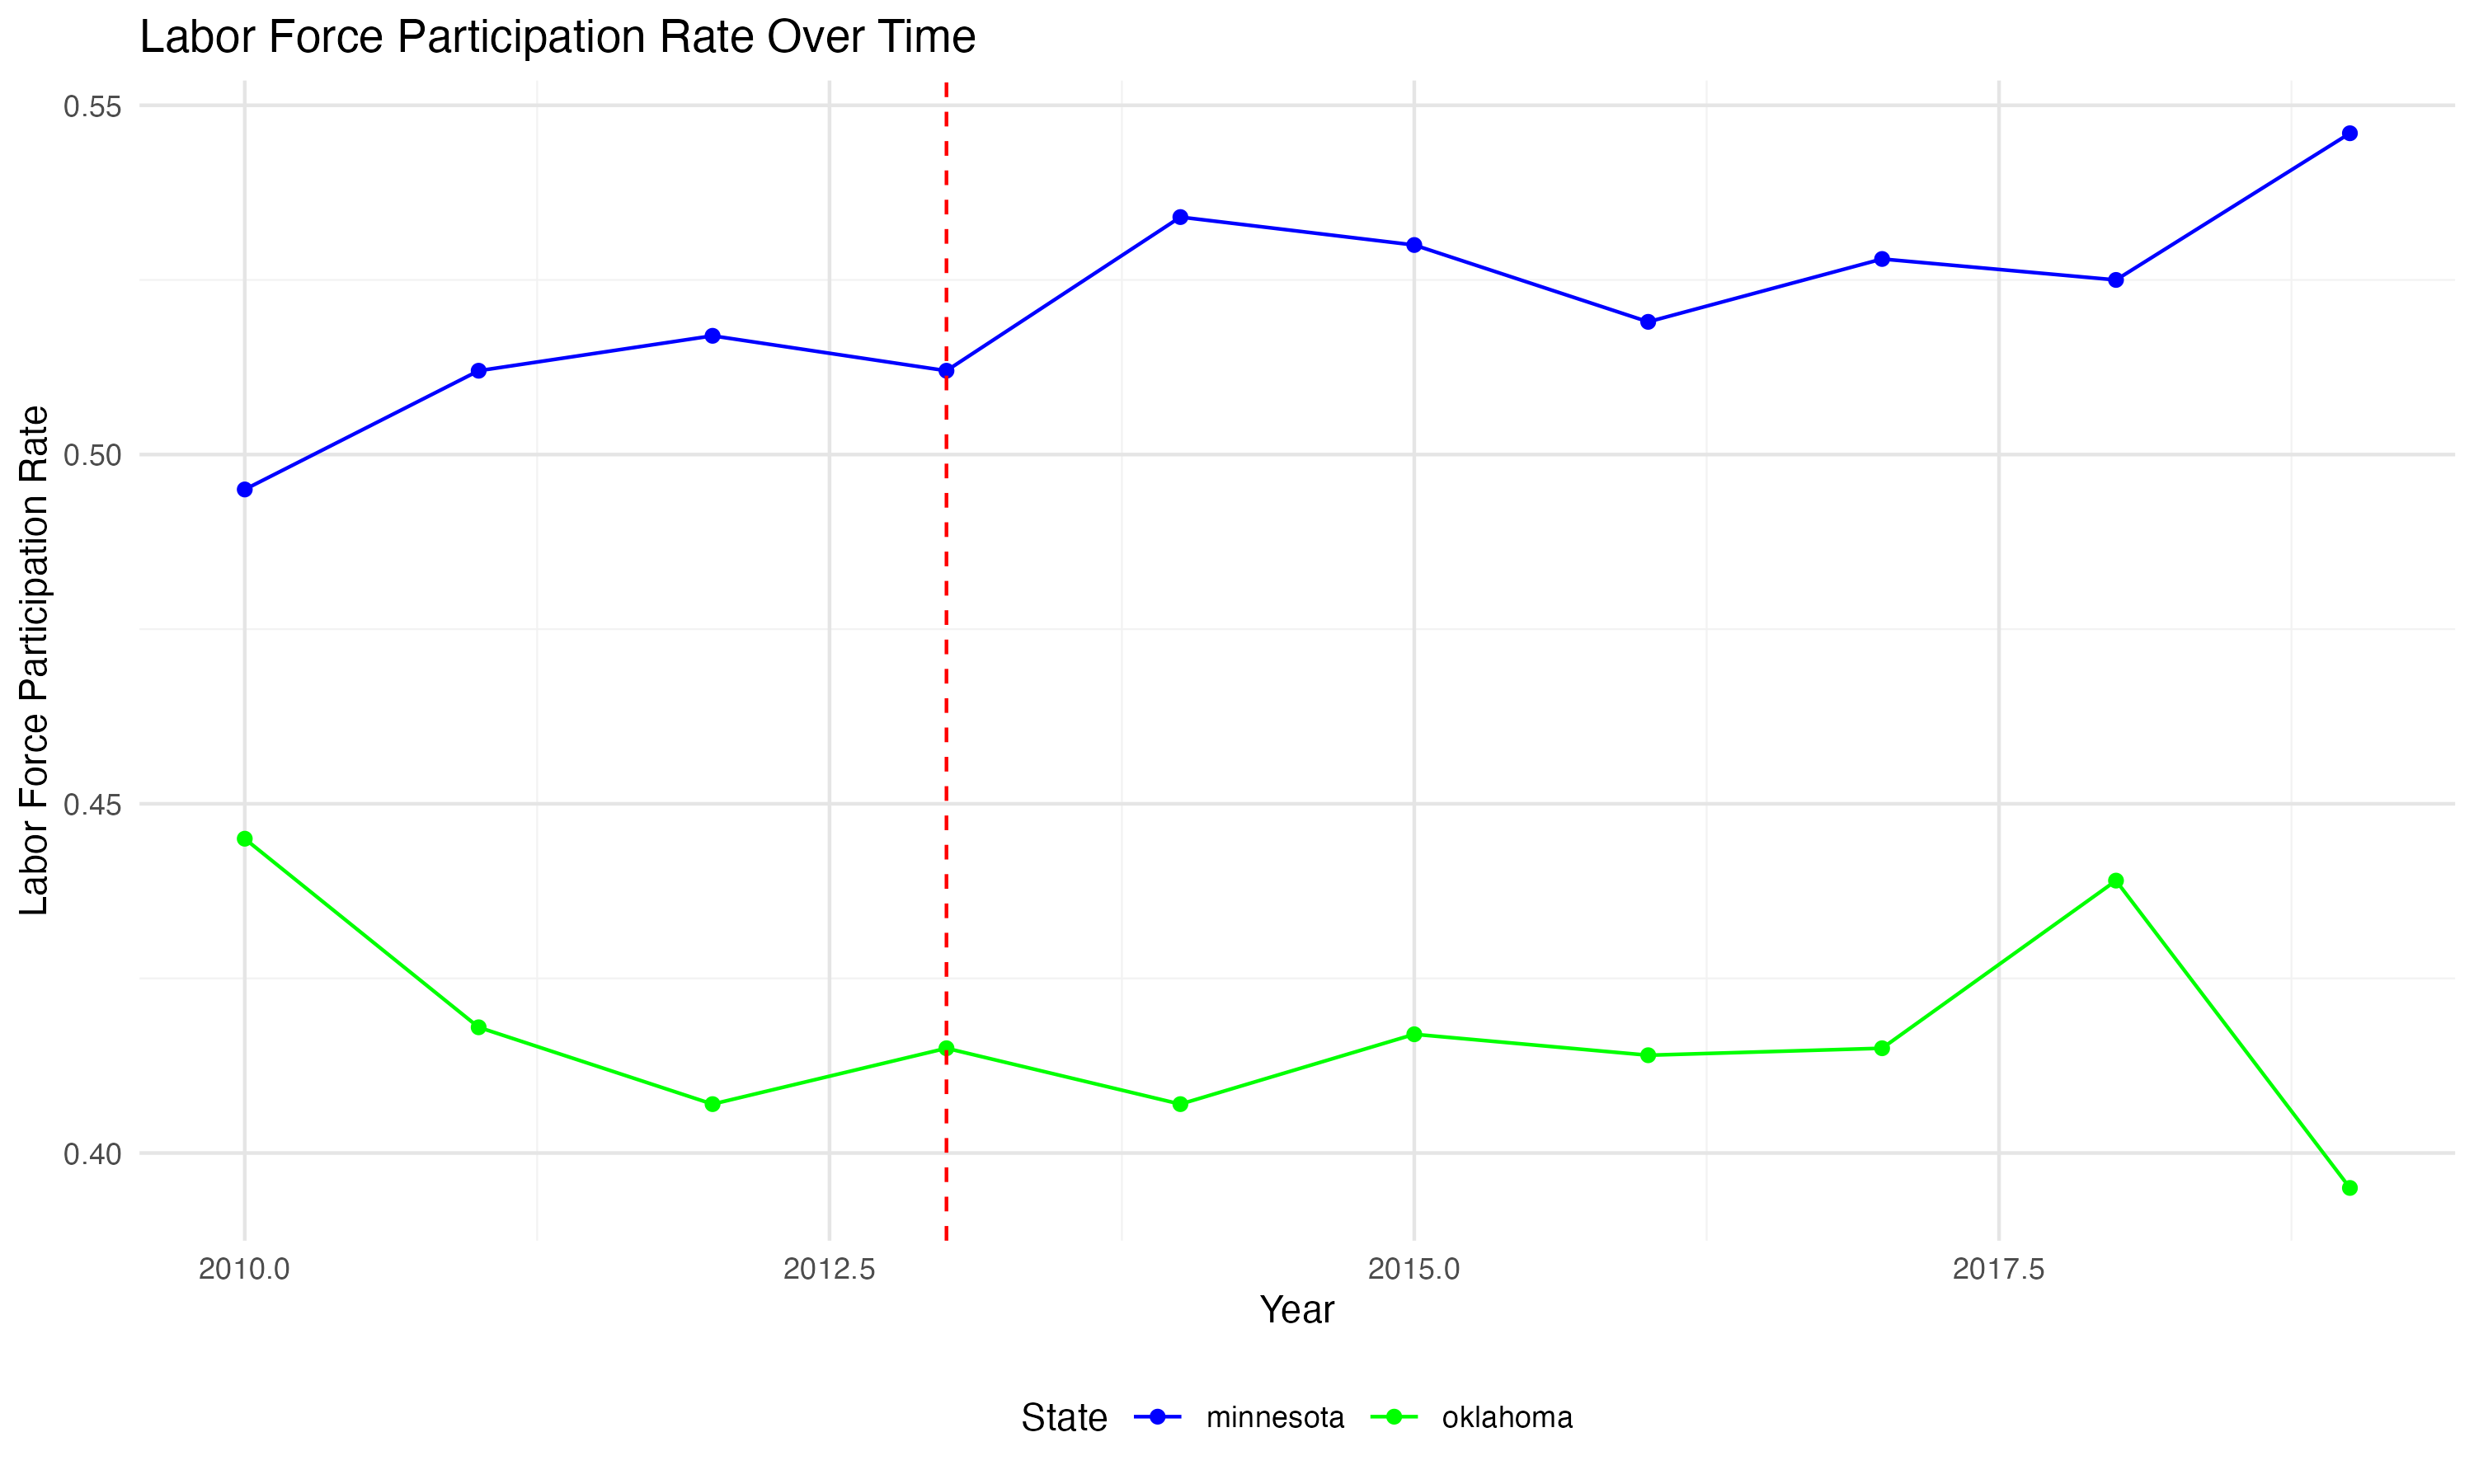 Labor Force Participation Rate Over Time
Labor Force Participation Rate
0.55
0.50
0.45
0.40
2010.0 2012.5 2015.0 2017.5
Year
State minnesota oklahoma